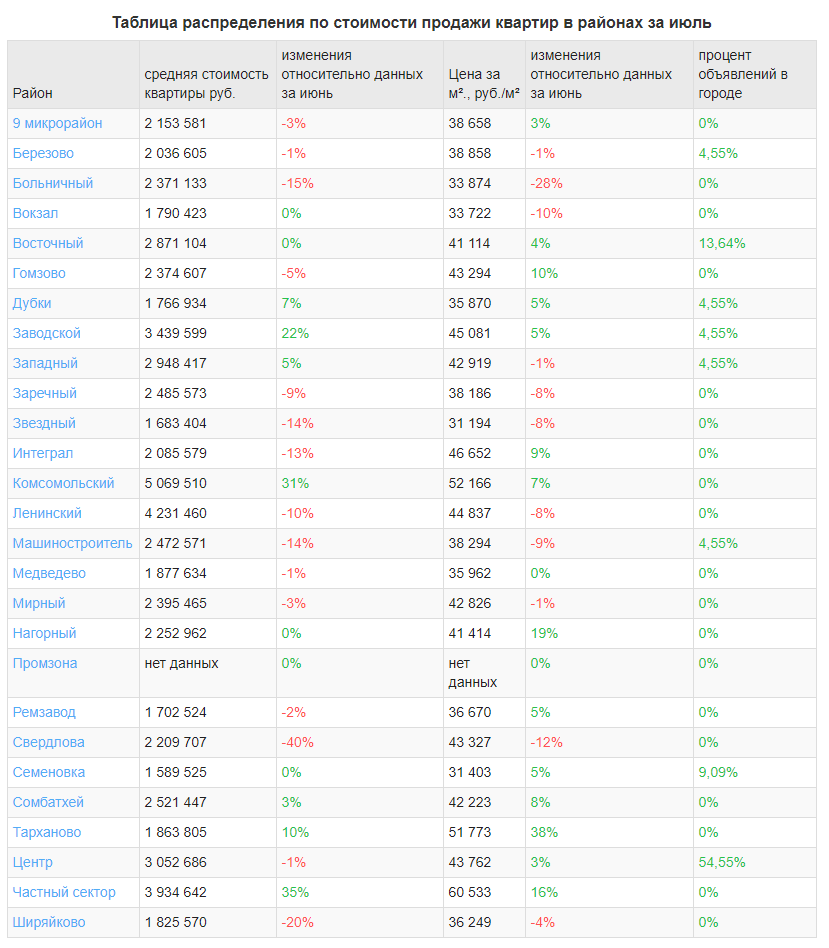 Таблица распределения по стоимости продажи квартир в районах за июль
Район | средняя стоимость квартиры руб. | изменения относительно данных за июнь | Цена за м²., руб./м² | изменения относительно данных за июнь | процент объявлений в городе
9 микрорайон 2 153 581 -3% 38 658 3% 0%
Березово 2 036 605 -1% 38 858 -1% 4,55%
Больничный 2 371 133 -15% 33 874 -28% 0%
Вокзал 1 790 423 0% 33 722 -10% 0%
Восточный 2 871 104 0% 41 114 4% 13,64%
Гомзово 2 374 607 -5% 43 294 10% 0%
Дубки 1 766 934 7% 35 870 5% 4,55%
Заводской 3 439 599 22% 45 081 5% 4,55%
Западный 2 948 417 5% 42 919 -1% 4,55%
Заречный 2 485 573 -9% 38 186 -8% 0%
Звездный 1 683 404 -14% 31 194 -8% 0%
Интеграл 2 085 579 -13% 46 652 9% 0%
Комсомольский 5 069 510 31% 52 166 7% 0%
Ленинский 4 231 460 -10% 44 837 -8% 0%
Машиностроитель 2 472 571 -14% 38 294 -9% 4,55%
Медведево 1 877 634 -1% 35 962 0% 0%
Мирный 2 395 465 -3% 42 826 -1% 0%
Нагорный 2 252 962 0% 41 414 19% 0%
Промзона нет данных 0% нет данных 0% 0%
Ремзавод 1 702 524 -2% 36 670 5% 0%
Свердлова 2 209 707 -40% 43 327 -12% 0%
Семеновка 1 589 525 0% 31 403 5% 9,09%
Сомбатхей 2 521 447 3% 42 223 8% 0%
Тарханово 1 863 805 10% 51 773 38% 0%
Центр 3 052 686 -1% 43 762 3% 54,55%
Частный сектор 3 934 642 35% 60 533 16% 0%
Ширяйково 1 825 570 -20% 36 249 -4% 0%